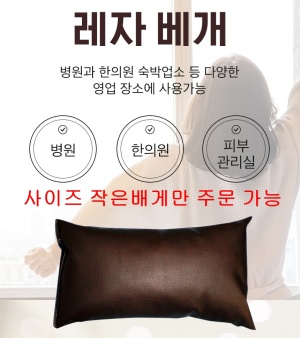 레자 베개
병원과 한의원 숙박업소 등 다양한
영업 장소에 사용가능
병원
한의원
피부
관리실
사이즈 작은배게만 주문 가능